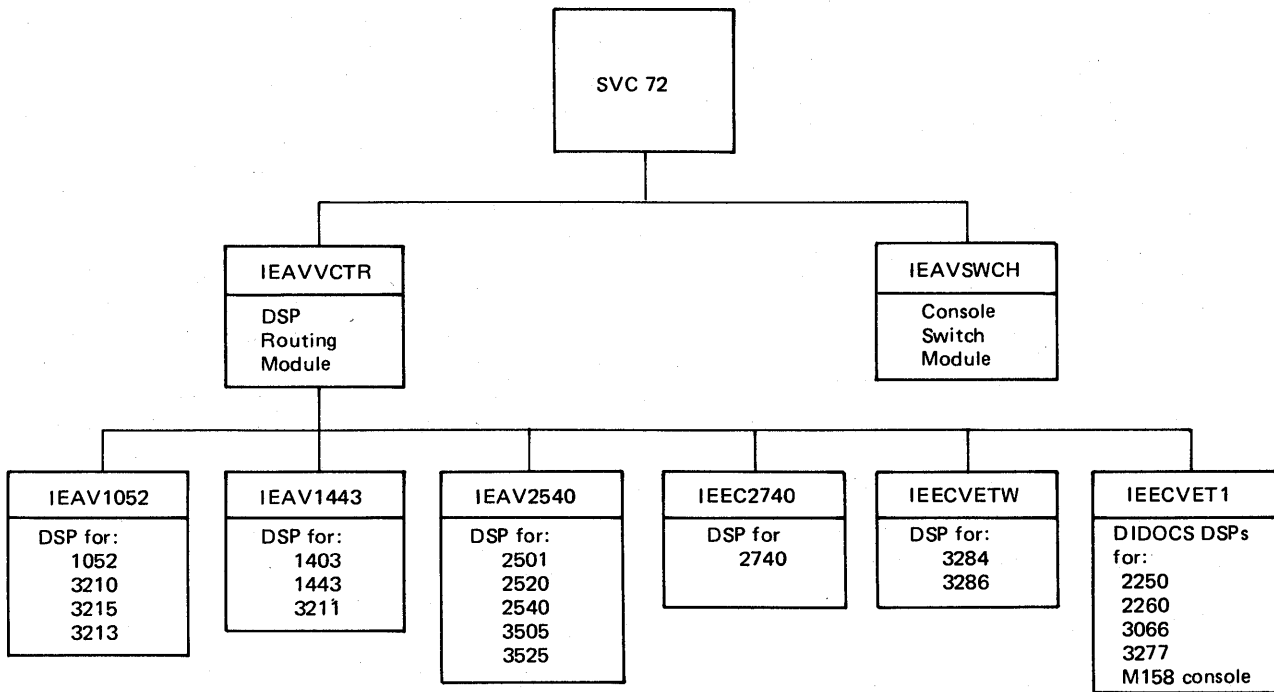 SVC 72
IEAVVCTR
DSP
Routing
Module
IEAVSWCH
Console
Switch
Module
IEAV1052
DSP for:
1052
3210
3215
3213
IEAV1443
DSP for:
1403
1443
3211
IEAV2540
DSP for:
2501
2520
2540
3505
3525
IEEC2740
DSP for
2740
IEECVETW
DSP for:
3284
3286
IEECVET1
DIDOCS DSPs
for:
2250
2260
3066
3277
M158 console